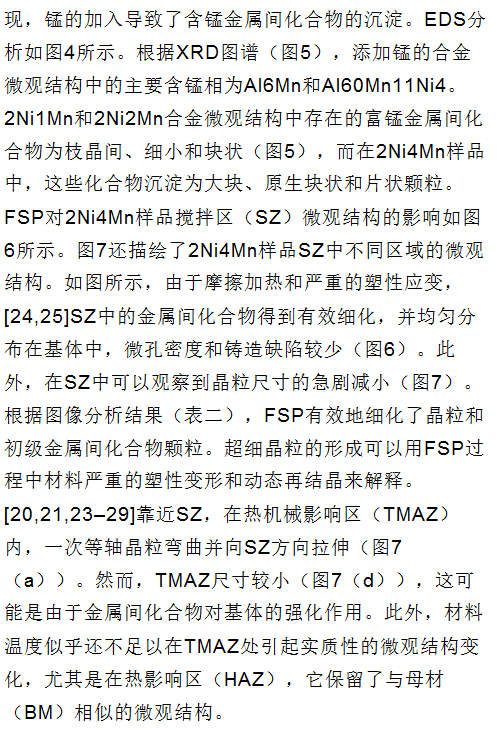 现，锰的加入导致了含锰金属间化合物的沉淀。EDS分
析如图4所示。根据XRD图谱（图5），添加锰的合金
微观结构中的主要含锰相为Al6Mn和Al60Mn11Ni4。
2Ni1Mn和2Ni2Mn合金微观结构中存在的富锰金属间化
合物为枝晶间、细小和块状（图5），而在2Ni4Mn样品
中，这些化合物沉淀为大块、原生块状和片状颗粒。
FSP对2Ni4Mn样品搅拌区（SZ）微观结构的影响如图
6所示。图7还描绘了2Ni4Mn样品SZ中不同区域的微观
结构。如图所示，由于摩擦加热和严重的塑性应变，
[24,25]SZ中的金属间化合物得到有效细化，并均匀分
布在基体中，微孔密度和铸造缺陷较少（图6）。此
外，在SZ中可以观察到晶粒尺寸的急剧减小（图7）。
根据图像分析结果（表二），FSP有效地细化了晶粒和
初级金属间化合物颗粒。超细晶粒的形成可以用FSP过
程中材料严重的塑性变形和动态再结晶来解释。
[20,21,23–29]靠近SZ，在热机械影响区（TMAZ）
内，一次等轴晶粒弯曲并向SZ方向拉伸（图7
（a））。然而，TMAZ尺寸较小（图7（d）），这可
能是由于金属间化合物对基体的强化作用。此外，材料
温度似乎还不足以在TMAZ处引起实质性的微观结构变
化，尤其是在热影响区（HAZ），它保留了与母材
（BM）相似的微观结构。